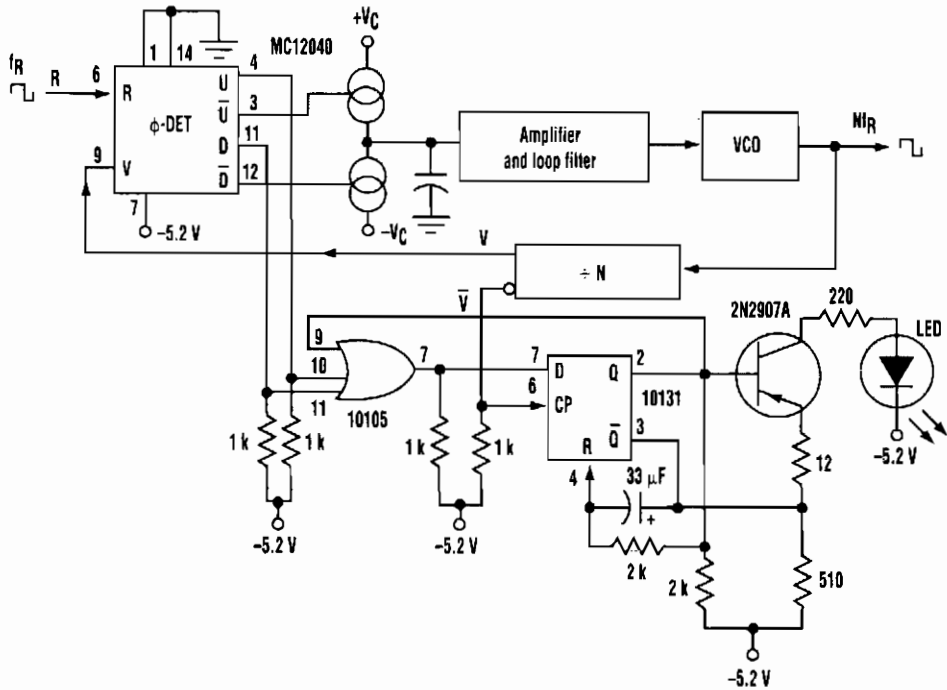 +VC
MC12040
1 14
fR R 6 4
R U
3
U̅
ϕ-DET
11
D
9 12
V D̅
7
−5.2 V
−VC
Amplifier
and loop filter
VCO
NfR
V
÷ N
V̅
2N2907A
220
LED
−5.2 V
9
10
11
7
10105
1 k 1 k
−5.2 V
1 k 1 k
−5.2 V
7 D Q 2
6 CP
10131
Q̅ 3
R
4
33 μF
+
2 k
2 k
12
510
−5.2 V